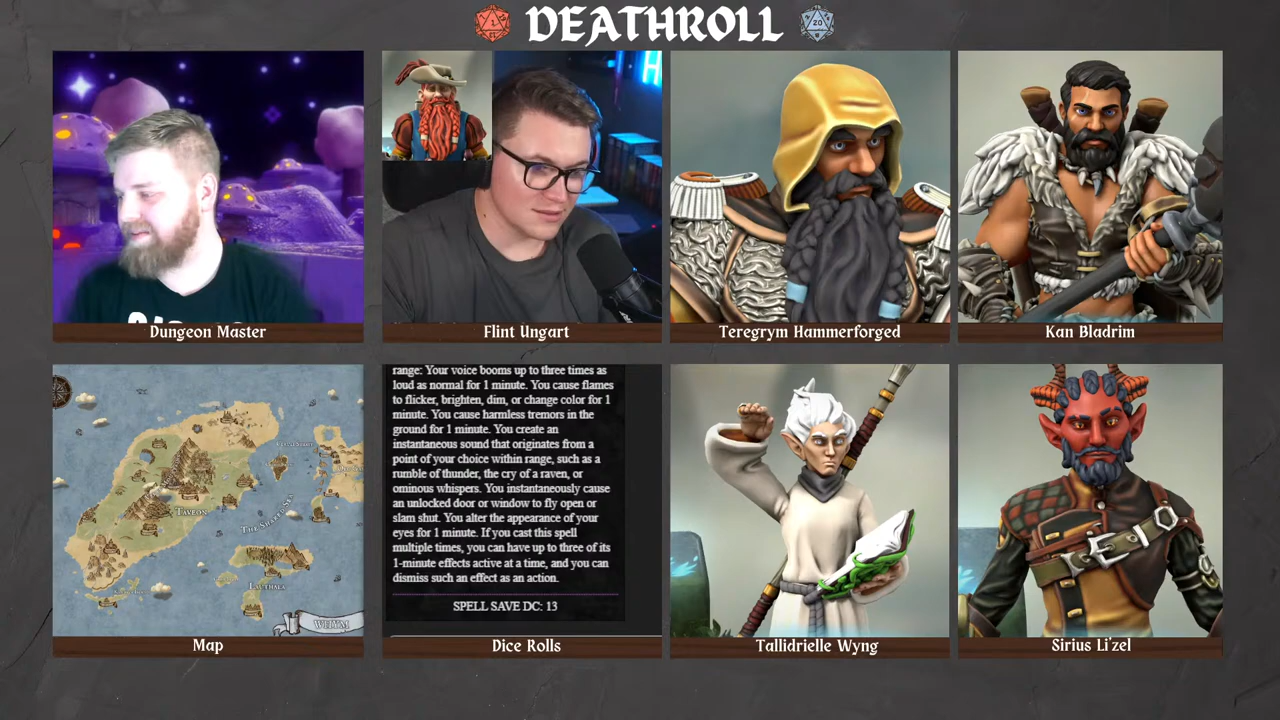 DEATHROLL
Dungeon Master
Flint Ungart
Teregrym Hammerforged
Kan Bladrim
TAVEON
THE SHARED SEA
LAUTHALA
Map
range: Your voice booms up to three times as
loud as normal for 1 minute. You cause flames
to flicker, brighten, dim, or change color for 1
minute. You cause harmless tremors in the
ground for 1 minute. You create an
instantaneous sound that originates from a
point of your choice within range, such as a
rumble of thunder, the cry of a raven, or
ominous whispers. You instantaneously cause
an unlocked door or window to fly open or
slam shut. You alter the appearance of your
eyes for 1 minute. If you cast this spell
multiple times, you can have up to three of its
1-minute effects active at a time, and you can
dismiss such an effect as an action.
SPELL SAVE DC: 13
Dice Rolls
Tallidrielle Wyng
Sirius Li'zel